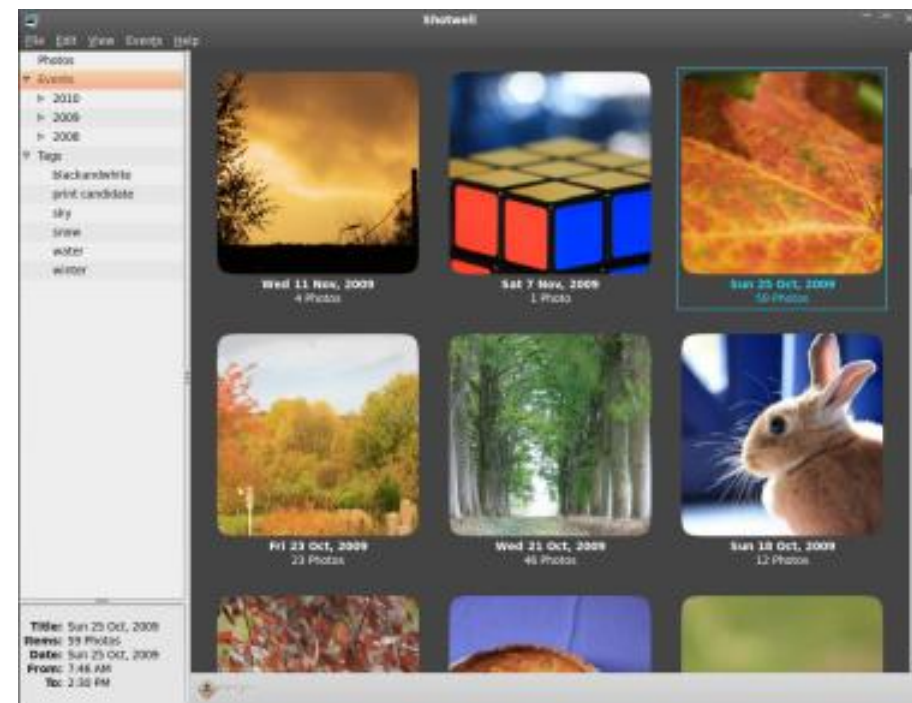 Shotwell
File Edit View Events Help
Photos
Events
2010
2009
2008
Tags
blackandwhite
print candidate
sky
snow
water
winter
Wed 11 Nov, 2009
4 Photos
Sat 7 Nov, 2009
1 Photo
Sun 25 Oct, 2009
59 Photos
Fri 23 Oct, 2009
23 Photos
Wed 21 Oct, 2009
46 Photos
Sun 18 Oct, 2009
12 Photos
Title: Sun 25 Oct, 2009
Items: 59 Photos
Date: Sun 25 Oct, 2009
From: 7:46 AM
To: 2:30 PM